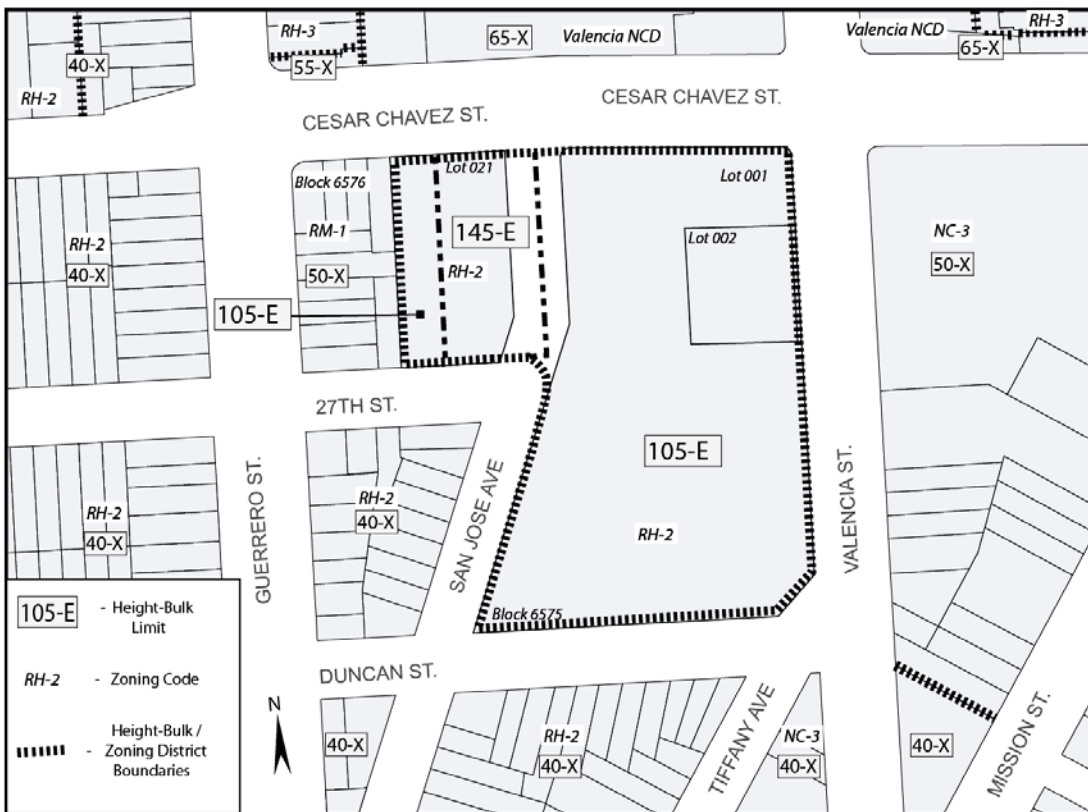 RH-3
65-X
Valencia NCD
Valencia NCD
RH-3
65-X
40-X
55-X
RH-2
CESAR CHAVEZ ST.
CESAR CHAVEZ ST.
Lot 021
Lot 001
Block 6576
RM-1
145-E
Lot 002
NC-3
RH-2
40-X
RH-2
50-X
50-X
105-E
27TH ST.
105-E
RH-2
40-X
RH-2
40-X
RH-2
GUERRERO ST.
SAN JOSE AVE
VALENCIA ST.
Block 6575
DUNCAN ST.
TIFFANY AVE
MISSION ST.
40-X
RH-2
40-X
NC-3
40-X
40-X
105-E - Height-Bulk
Limit
RH-2 - Zoning Code
- Height-Bulk /
Zoning District
Boundaries
N